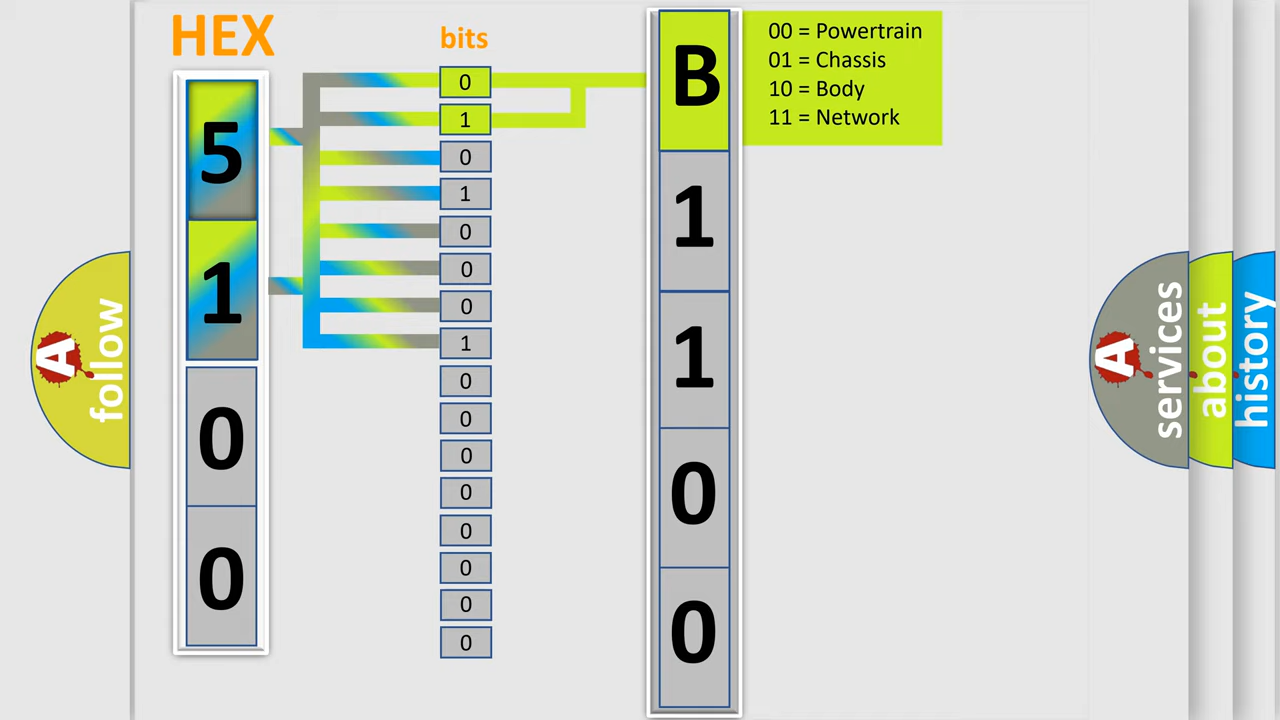 HEX
bits
5
1
0
0
0
1
0
1
0
0
0
1
0
0
0
0
0
0
0
0
B
1
1
0
0
00 = Powertrain
01 = Chassis
10 = Body
11 = Network
A follow
A services
about
history